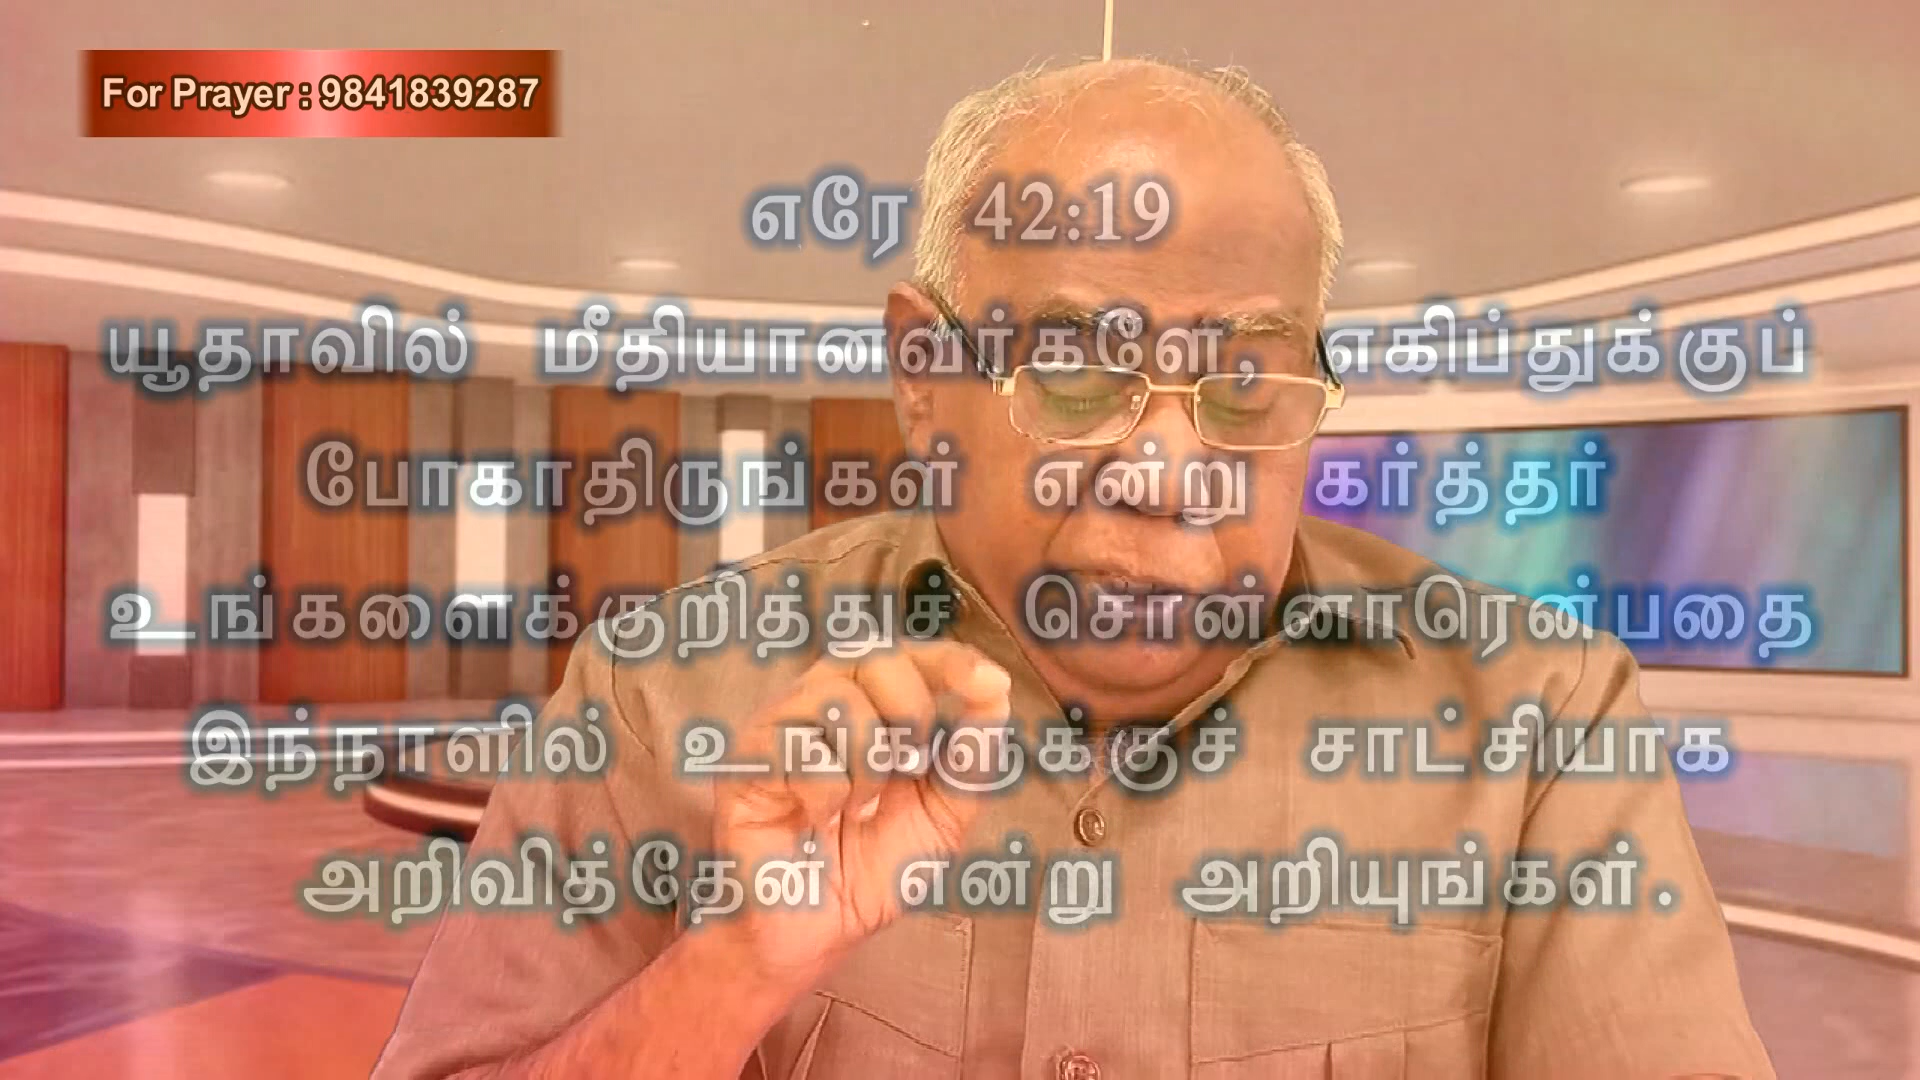 For Prayer : 9841839287
எரே 42:19
யூதாவில் மீதியானவர்களே, எகிப்துக்குப்
போகாதிருங்கள் என்று கர்த்தர்
உங்களைக்குறித்துச் சொன்னாரென்பதை
இந்நாளில் உங்களுக்குச் சாட்சியாக
அறிவித்தேன் என்று அறியுங்கள்.